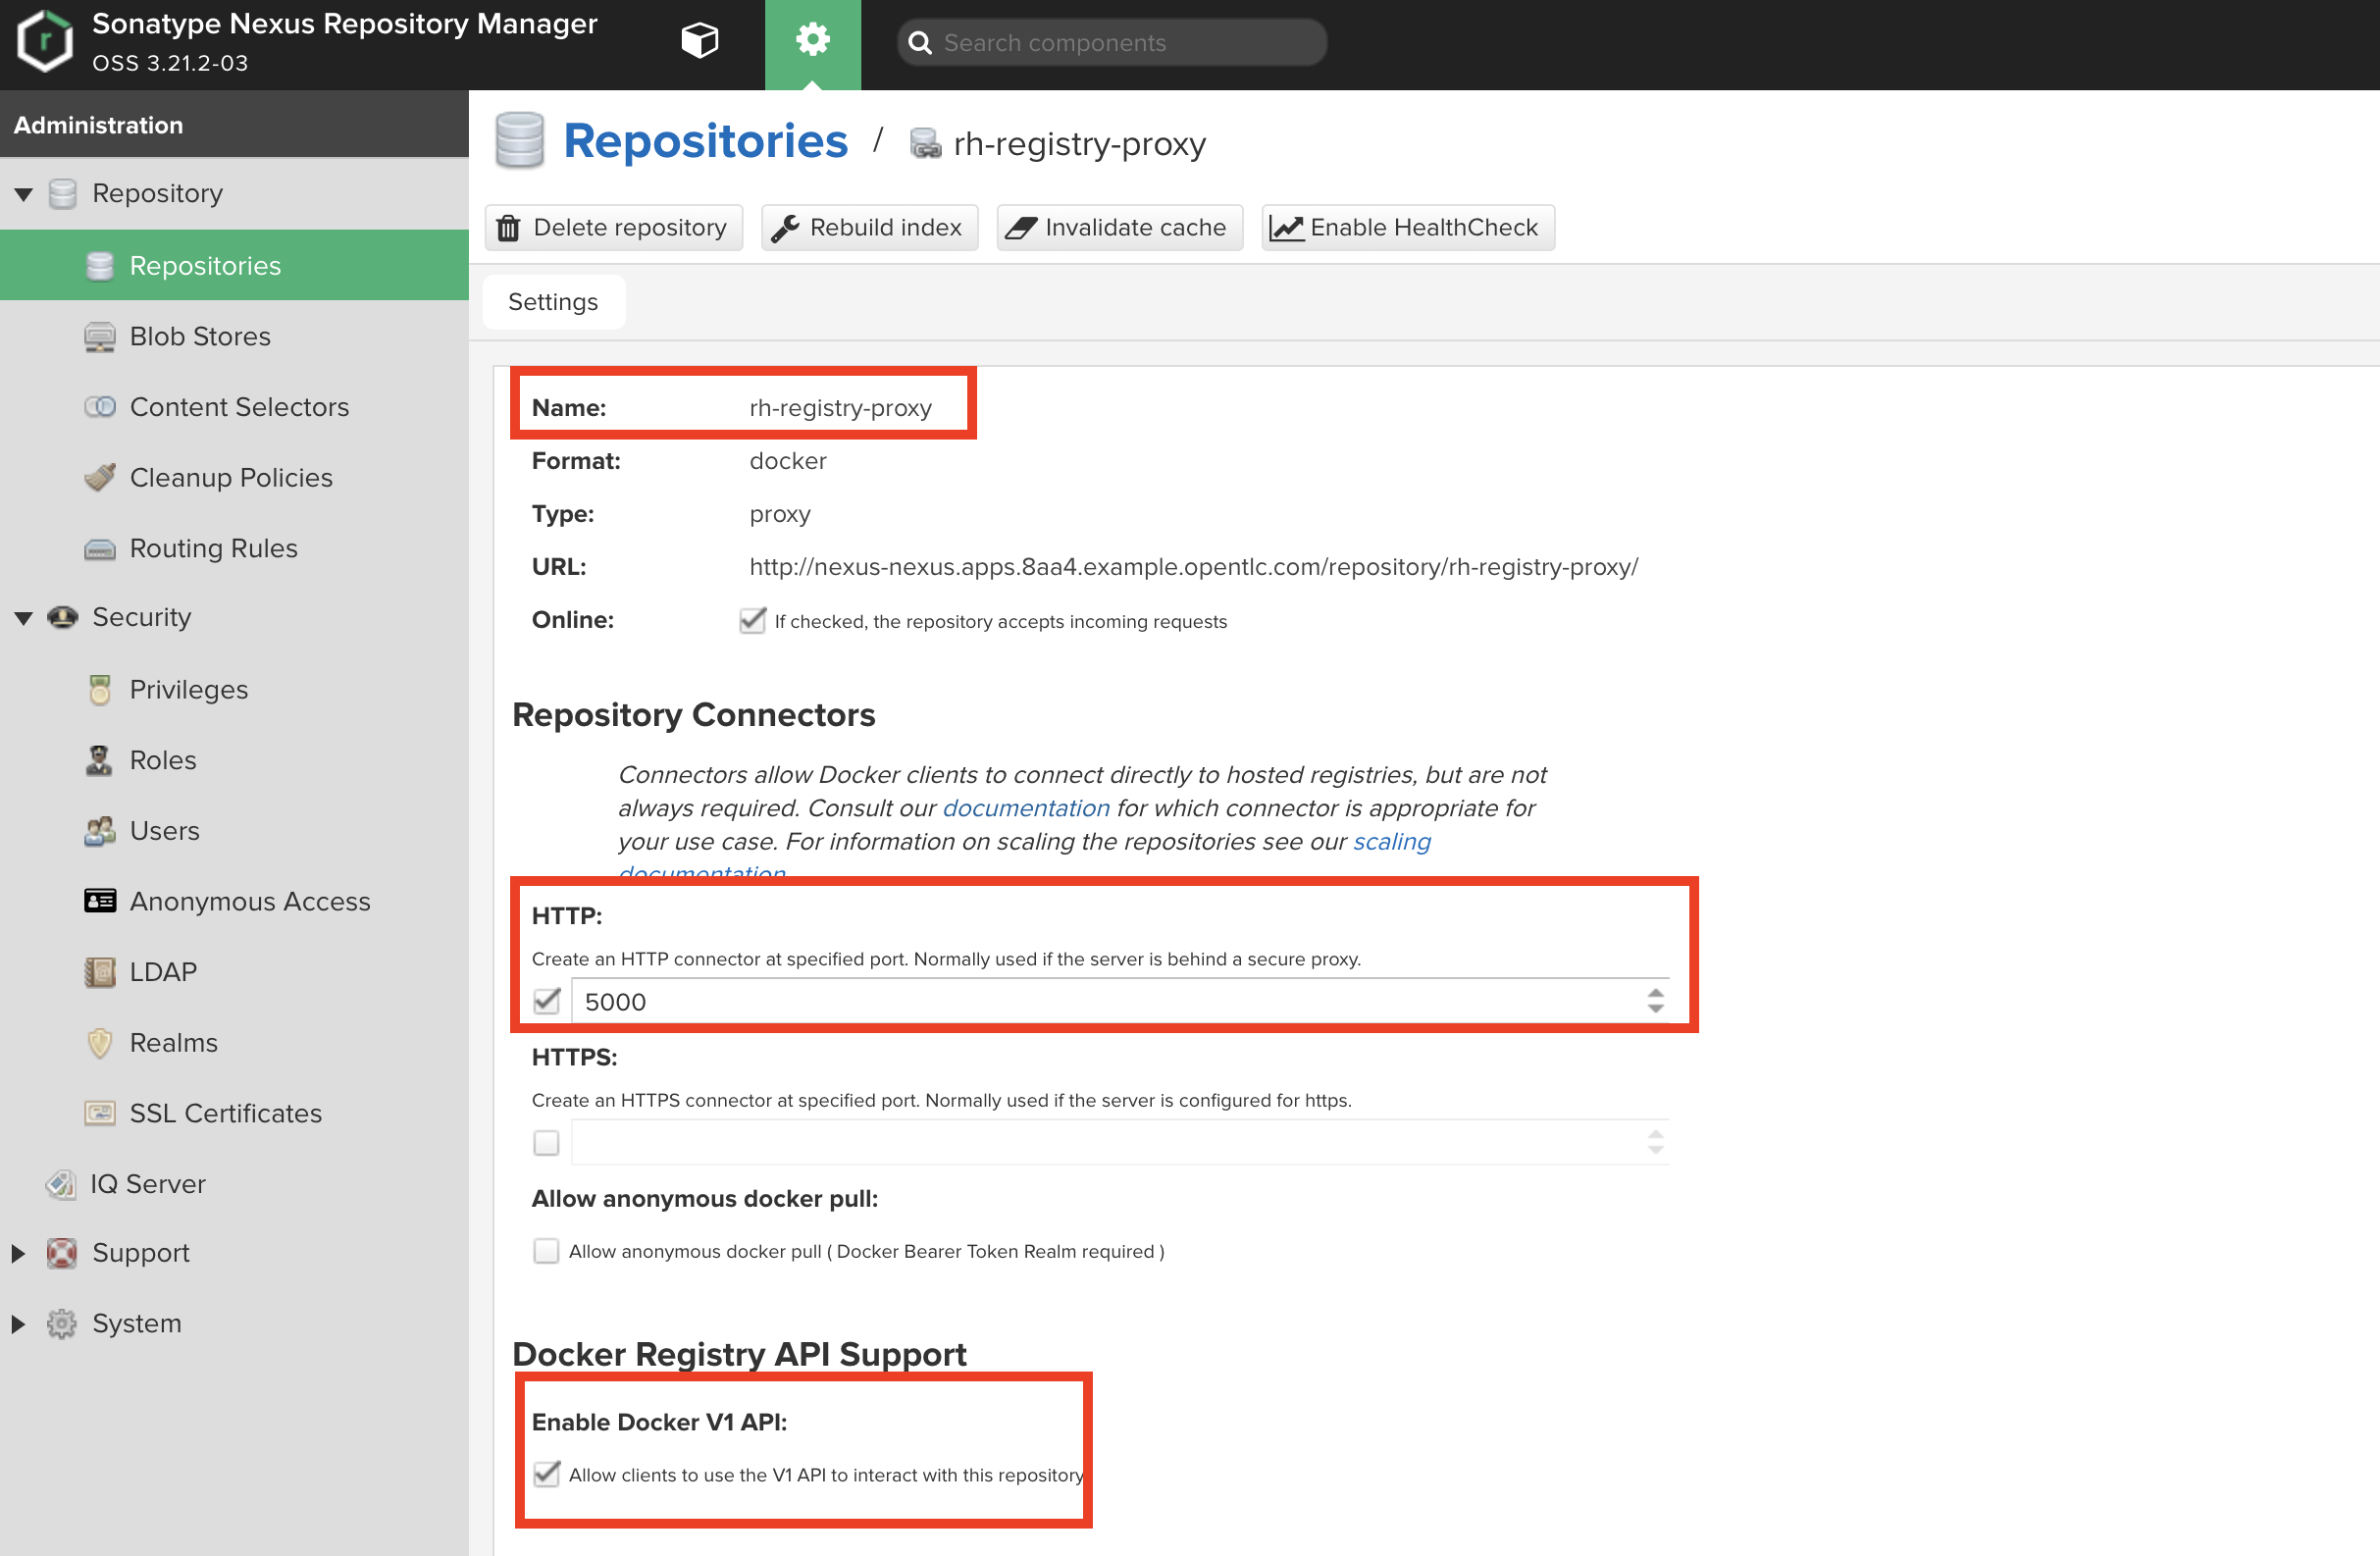 Sonatype Nexus Repository Manager
OSS 3.21.2-03
Search components
Administration
Repository
Repositories
Blob Stores
Content Selectors
Cleanup Policies
Routing Rules
Security
Privileges
Roles
Users
Anonymous Access
LDAP
Realms
SSL Certificates
IQ Server
Support
System
Repositories / rh-registry-proxy
Delete repository Rebuild index Invalidate cache Enable HealthCheck
Settings
Name: rh-registry-proxy
Format: docker
Type: proxy
URL: http://nexus-nexus.apps.8aa4.example.opentlc.com/repository/rh-registry-proxy/
Online: If checked, the repository accepts incoming requests
Repository Connectors
Connectors allow Docker clients to connect directly to hosted registries, but are not
always required. Consult our documentation for which connector is appropriate for
your use case. For information on scaling the repositories see our scaling
documentation
HTTP:
Create an HTTP connector at specified port. Normally used if the server is behind a secure proxy.
5000
HTTPS:
Create an HTTPS connector at specified port. Normally used if the server is configured for https.
Allow anonymous docker pull:
Allow anonymous docker pull ( Docker Bearer Token Realm required )
Docker Registry API Support
Enable Docker V1 API:
Allow clients to use the V1 API to interact with this repository